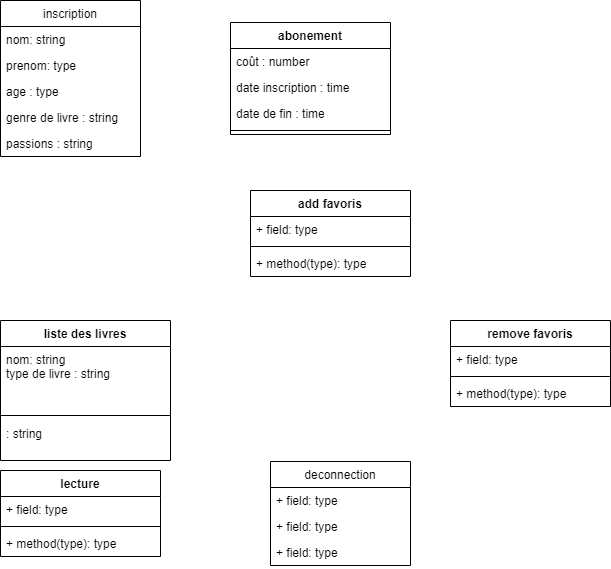 inscription
nom: string
prenom: type
age : type
genre de livre : string
passions : string
abonement
coût : number
date inscription : time
date de fin : time
add favoris
+ field: type
+ method(type): type
liste des livres
nom: string
type de livre : string
: string
remove favoris
+ field: type
+ method(type): type
lecture
+ field: type
+ method(type): type
deconnection
+ field: type
+ field: type
+ field: type